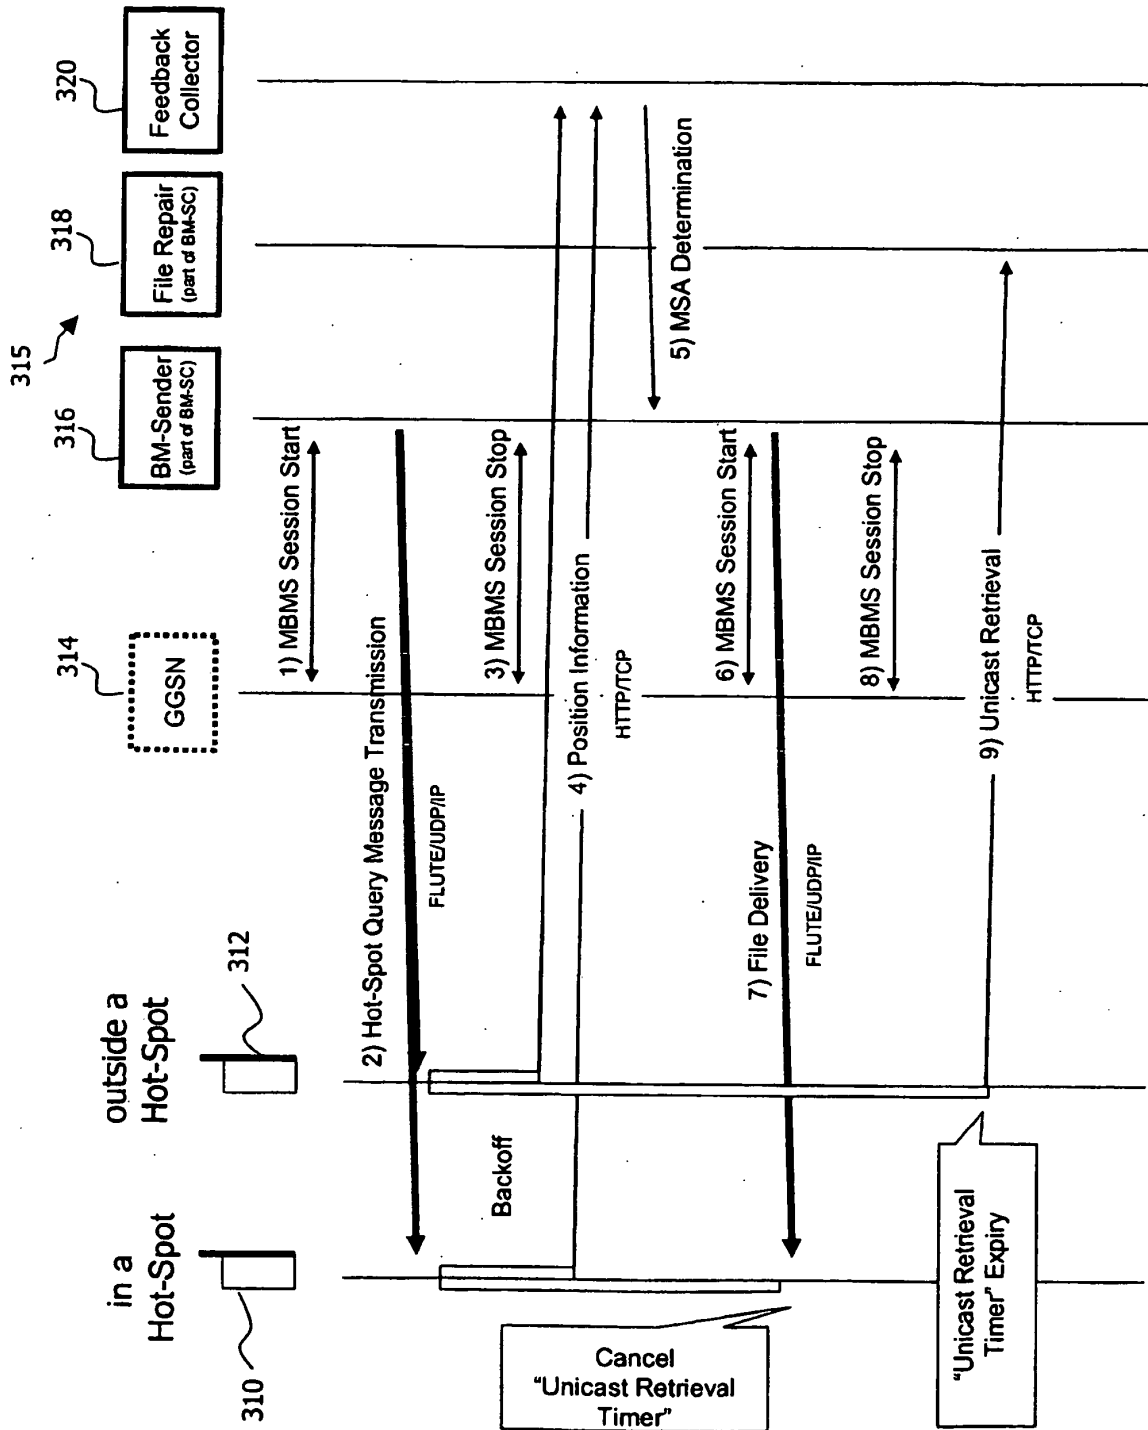 in a
Hot-Spot
310
outside a
Hot-Spot
312
314
GGSN
315
316
BM-Sender
(part of BM-SC)
318
File Repair
(part of BM-SC)
320
Feedback
Collector
1) MBMS Session Start
2) Hot-Spot Query Message Transmission
FLUTE/UDP/IP
3) MBMS Session Stop
Backoff
4) Position Information
HTTP/TCP
5) MSA Determination
6) MBMS Session Start
7) File Delivery
FLUTE/UDP/IP
Cancel
“Unicast Retrieval
Timer”
8) MBMS Session Stop
9) Unicast Retrieval
HTTP/TCP
“Unicast Retrieval
Timer” Expiry